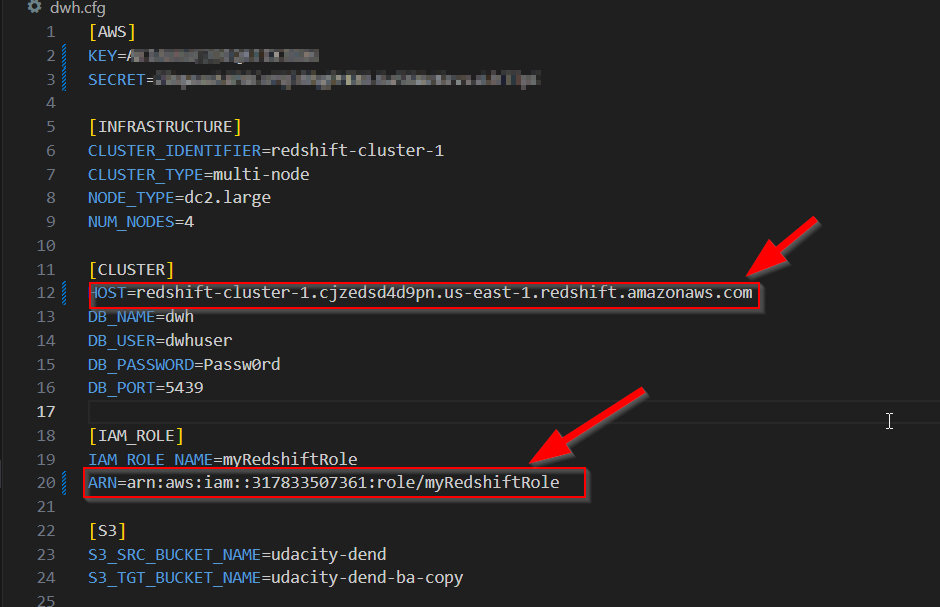 dwh.cfg
1 [AWS]
2 KEY=
3 SECRET=
4
5 [INFRASTRUCTURE]
6 CLUSTER_IDENTIFIER=redshift-cluster-1
7 CLUSTER_TYPE=multi-node
8 NODE_TYPE=dc2.large
9 NUM_NODES=4
10
11 [CLUSTER]
12 HOST=redshift-cluster-1.cjzedsd4d9pn.us-east-1.redshift.amazonaws.com
13 DB_NAME=dwh
14 DB_USER=dwhuser
15 DB_PASSWORD=Passw0rd
16 DB_PORT=5439
17
18 [IAM_ROLE]
19 IAM_ROLE_NAME=myRedshiftRole
20 ARN=arn:aws:iam::317833507361:role/myRedshiftRole
21
22 [S3]
23 S3_SRC_BUCKET_NAME=udacity-dend
24 S3_TGT_BUCKET_NAME=udacity-dend-ba-copy
25